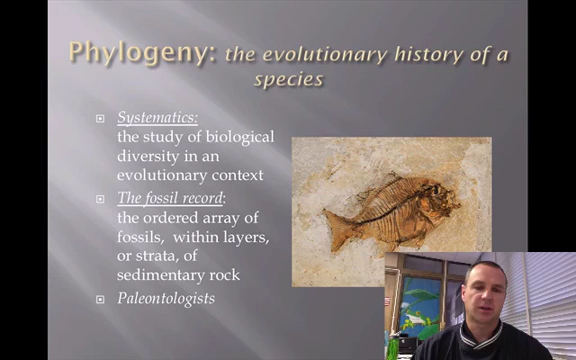 Phylogeny: the evolutionary history of a
species
Systematics:
the study of biological
diversity in an
evolutionary context
The fossil record:
the ordered array of
fossils, within layers,
or strata, of
sedimentary rock
Paleontologists